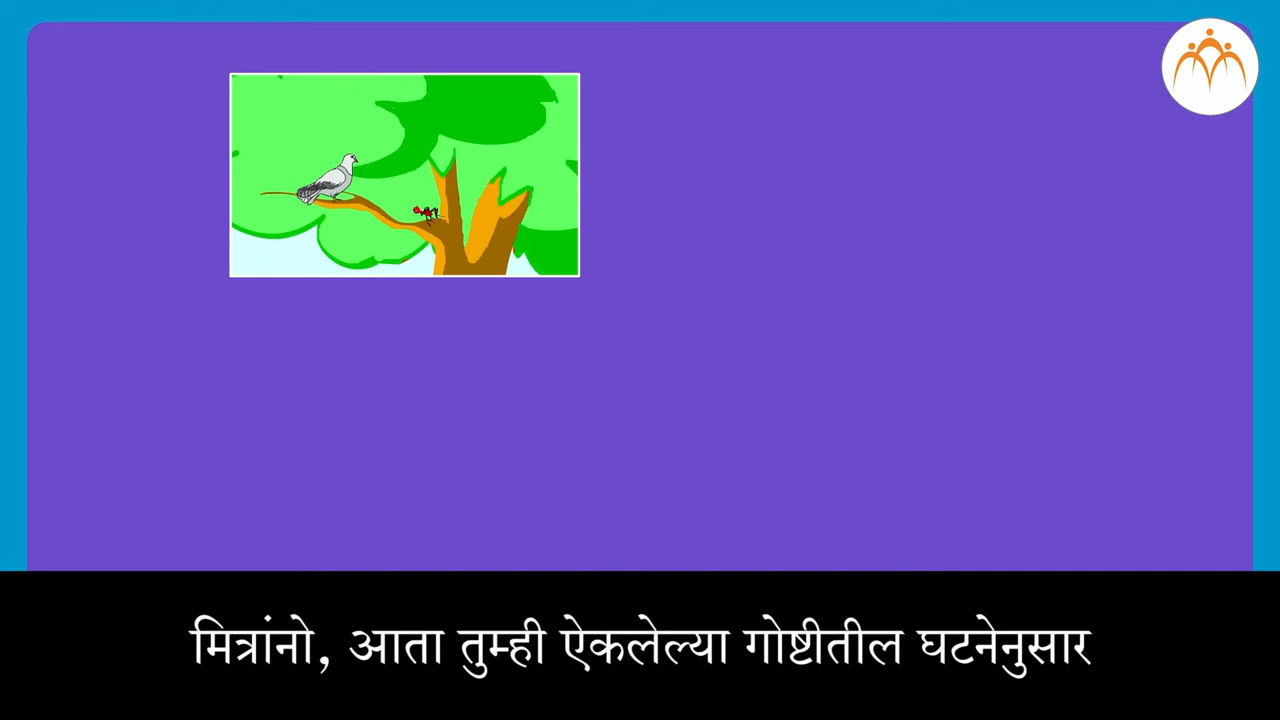 मित्रांनो, आता तुम्ही ऐकलेल्या गोष्टीतील घटनेनुसार